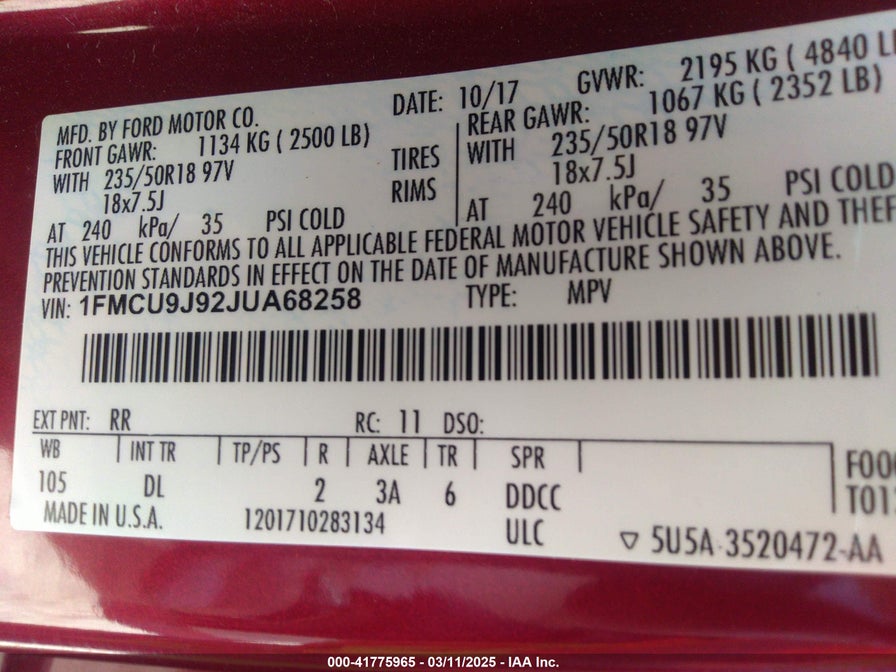 MFD. BY FORD MOTOR CO. DATE: 10/17 GVWR: 2195 KG ( 4840 L
FRONT GAWR: 1134 KG ( 2500 LB) REAR GAWR: 1067 KG ( 2352 LB)
WITH 235/50R18 97V TIRES WITH 235/50R18 97V
18x7.5J RIMS 18x7.5J
AT 240 kPa/ 35 PSI COLD AT 240 kPa/ 35 PSI COLD
THIS VEHICLE CONFORMS TO ALL APPLICABLE FEDERAL MOTOR VEHICLE SAFETY AND THEF
PREVENTION STANDARDS IN EFFECT ON THE DATE OF MANUFACTURE SHOWN ABOVE.
VIN: 1FMCU9J92JUA68258 TYPE: MPV
EXT PNT: RR RC: 11 DSO:
WB INT TR TP/PS R AXLE TR SPR
105 DL 2 3A 6 DDCC
F000
T013
MADE IN U.S.A. 1201710283134 ULC 5U5A-3520472-AA
000-41775965 - 03/11/2025 - IAA Inc.